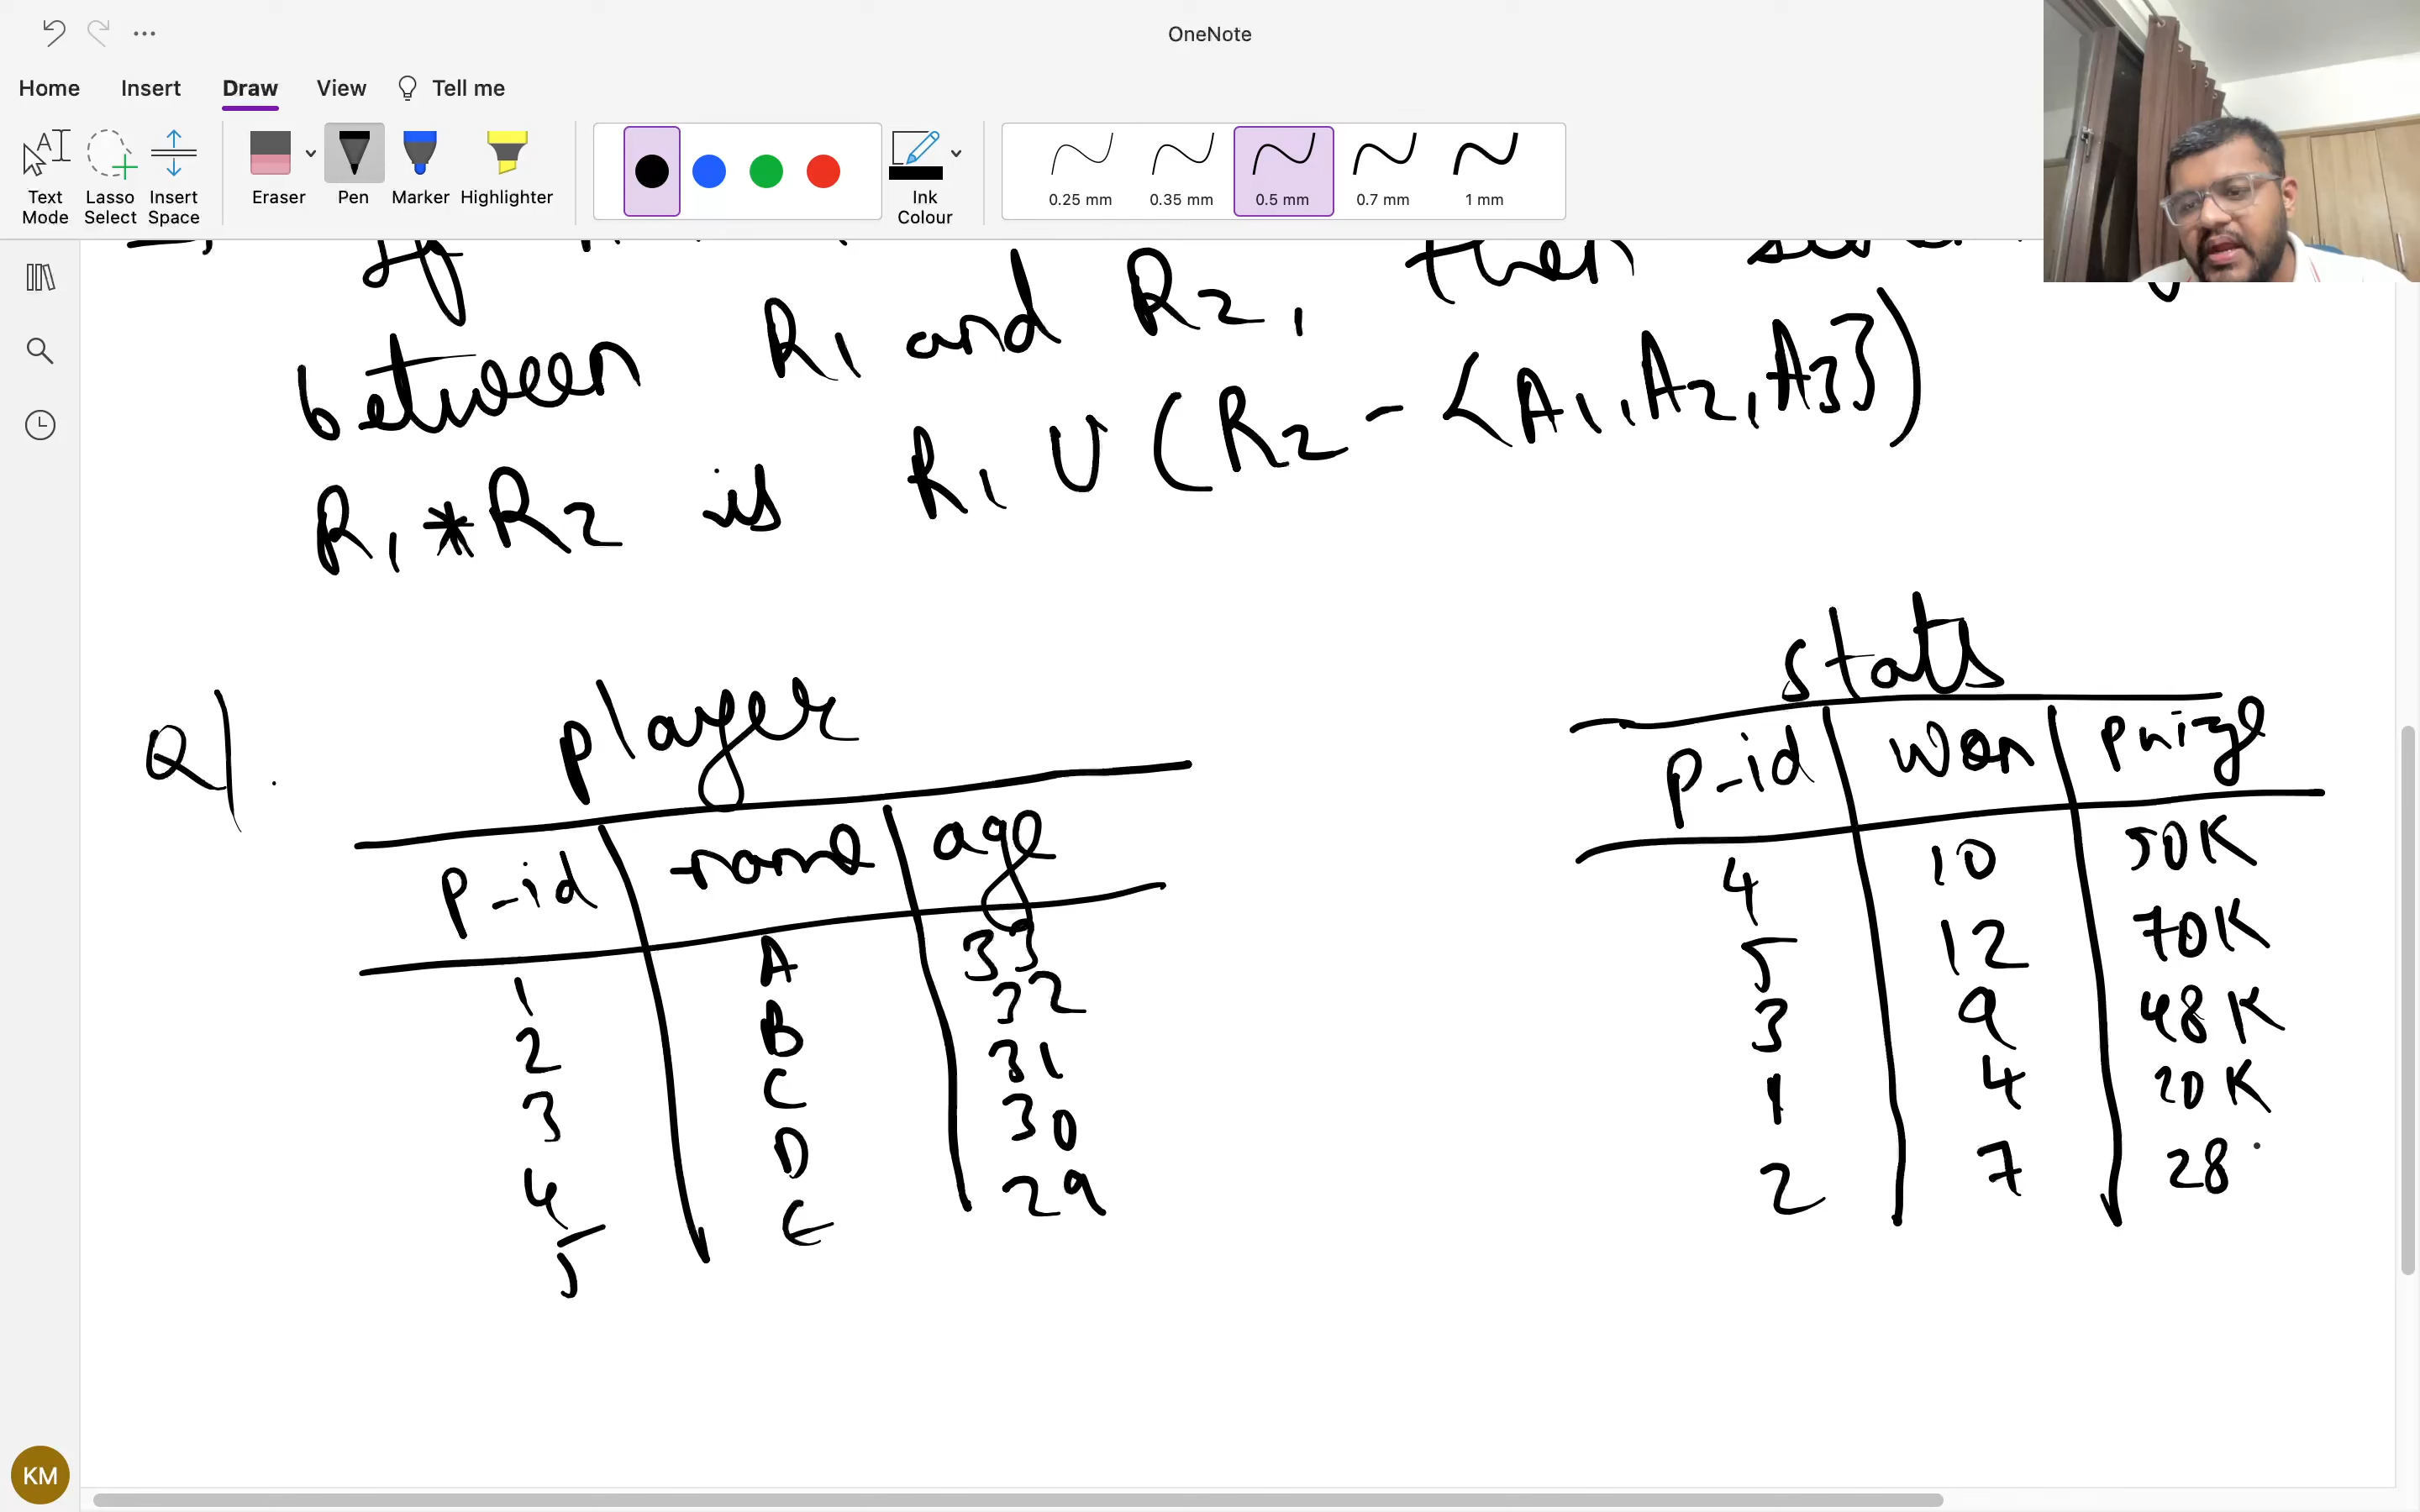 OneNote
Home Insert Draw View Tell me
Text Mode Lasso Select Insert Space Eraser Pen Marker Highlighter Ink Colour 0.25 mm 0.35 mm 0.5 mm 0.7 mm 1 mm
If then
between R1 and R2,
R1 * R2 is R1 U (R2 - {A1, A2, A3})
Q1.
player
P-id name age
1 A 33
2 B 32
3 C 31
4 D 30
5 E 29
stats
P-id won prize
4 10 50K
5 12 70K
3 9 48K
1 4 20K
2 7 28
KM